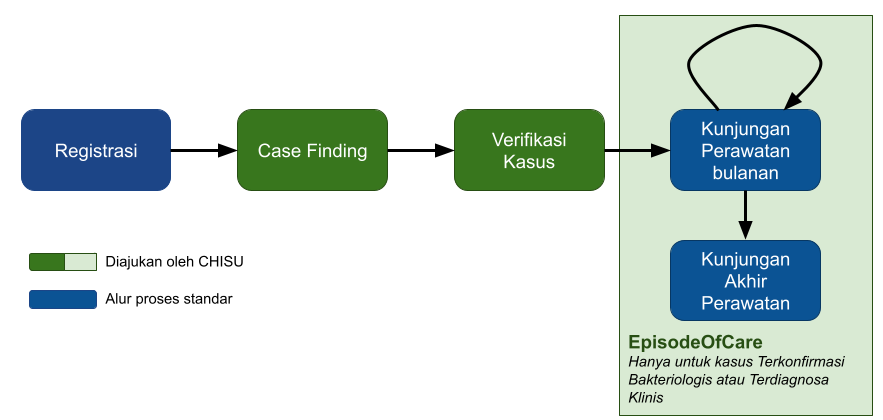 Registrasi
Case Finding
Verifikasi
Kasus
Kunjungan
Perawatan
bulanan
Kunjungan
Akhir
Perawatan
EpisodeOfCare
Hanya untuk kasus Terkonfirmasi
Bakteriologis atau Terdiagnosa
Klinis
Diajukan oleh CHISU
Alur proses standar